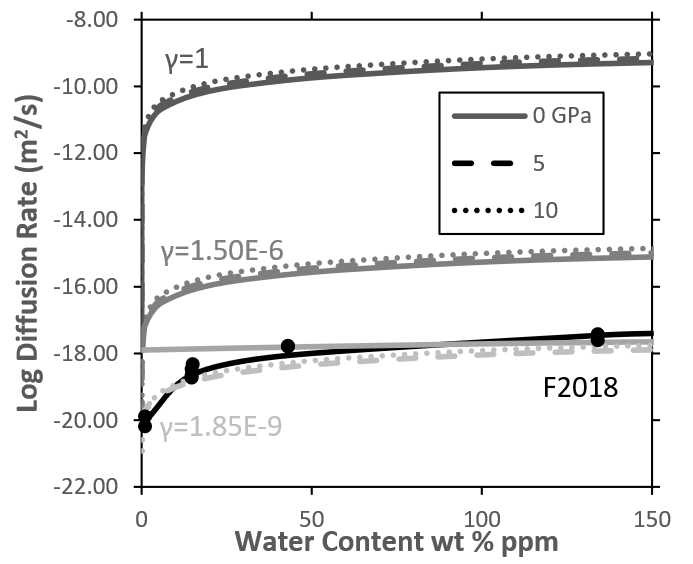 -8.00
-10.00
-12.00
-14.00
-16.00
-18.00
-20.00
-22.00
Log Diffusion Rate (m²/s)
γ=1
0 GPa
5
10
γ=1.50E-6
F2018
γ=1.85E-9
0
50
100
150
Water Content wt % ppm